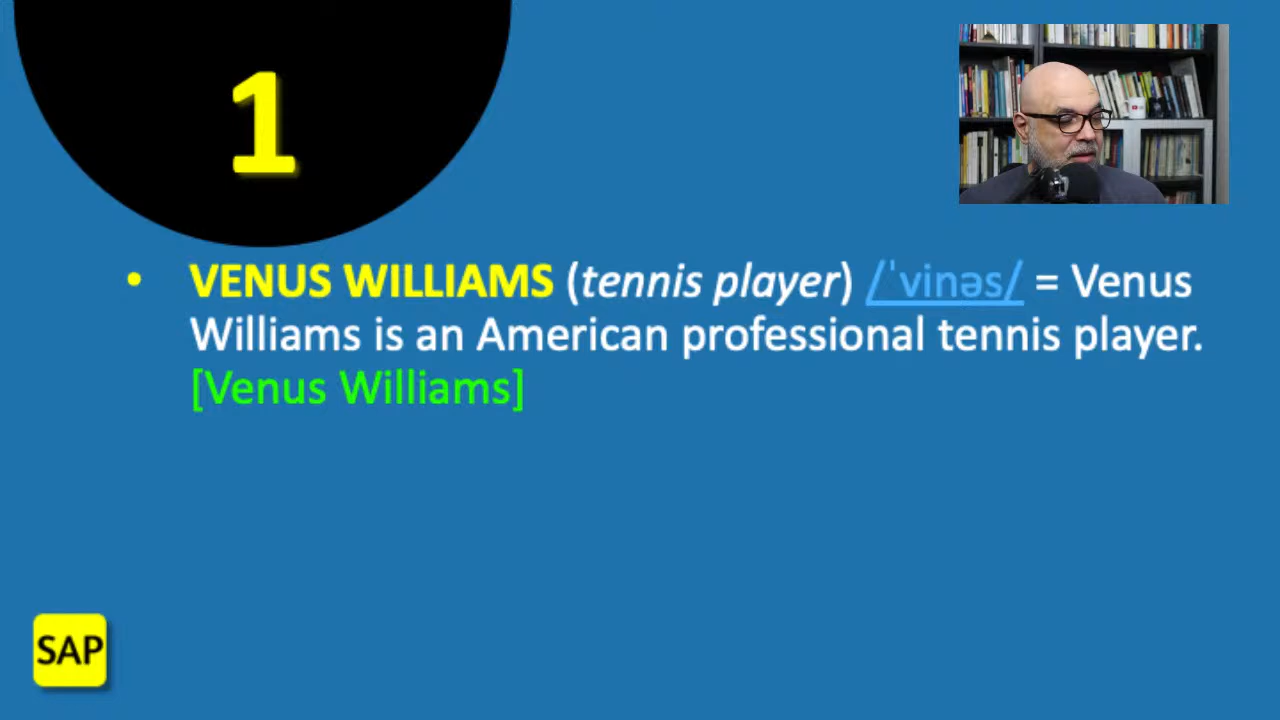 1
• VENUS WILLIAMS (tennis player) /ˈvinəs/ = Venus
Williams is an American professional tennis player.
[Venus Williams]
SAP